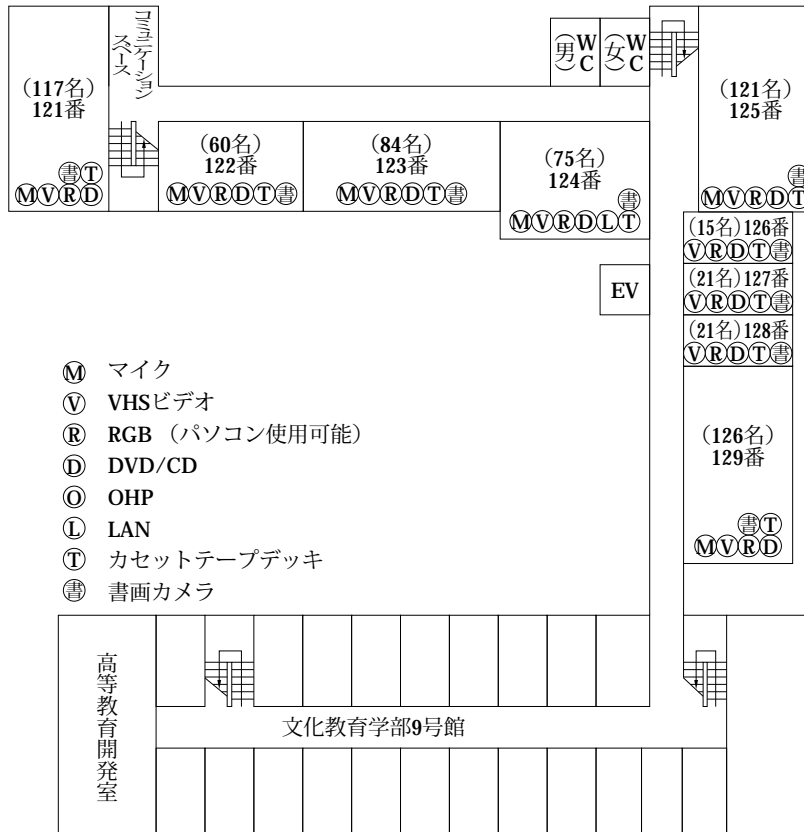 コミュニケーション
スペース
(117名)
121番
書T
MVRD
(60名)
122番
MVRDT書
(84名)
123番
MVRDT書
(75名)
124番
書
MVRDLT
WC
(男)
WC
(女)
(121名)
125番
書
MVRDT
(15名)126番
VRDT書
(21名)127番
VRDT書
(21名)128番
VRDT書
(126名)
129番
書T
MVRD
EV
M マイク
V VHSビデオ
R RGB (パソコン使用可能)
D DVD/CD
O OHP
L LAN
T カセットテープデッキ
書 書画カメラ
高等教育開発室
文化教育学部9号館